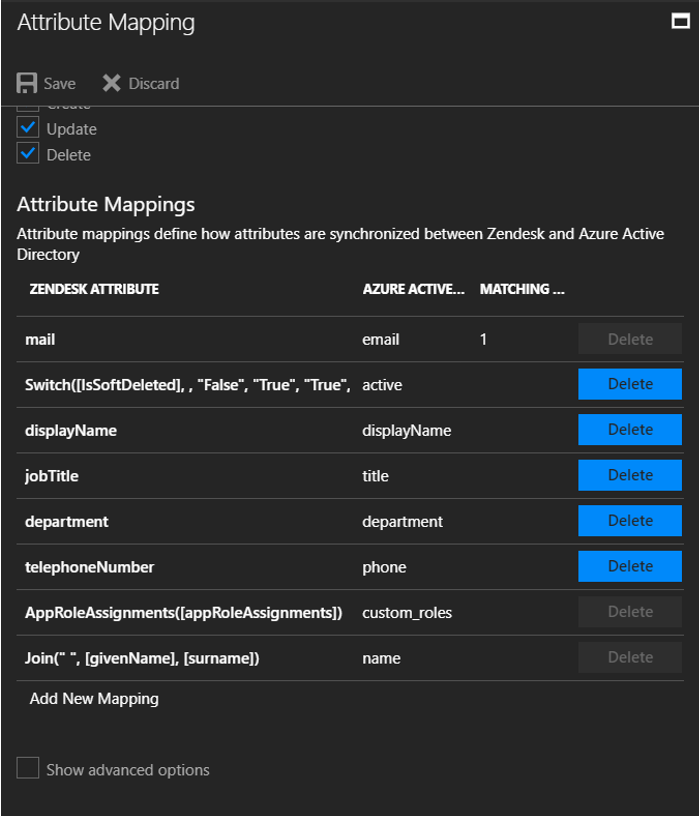 Attribute Mapping
Save Discard
Create
Update
Delete
Attribute Mappings
Attribute mappings define how attributes are synchronized between Zendesk and Azure Active
Directory
ZENDESK ATTRIBUTE AZURE ACTIVE... MATCHING ...
mail email 1 Delete
Switch([IsSoftDeleted], , "False", "True", "True", active Delete
displayName displayName Delete
jobTitle title Delete
department department Delete
telephoneNumber phone Delete
AppRoleAssignments([appRoleAssignments]) custom_roles Delete
Join(" ", [givenName], [surname]) name Delete
Add New Mapping
Show advanced options